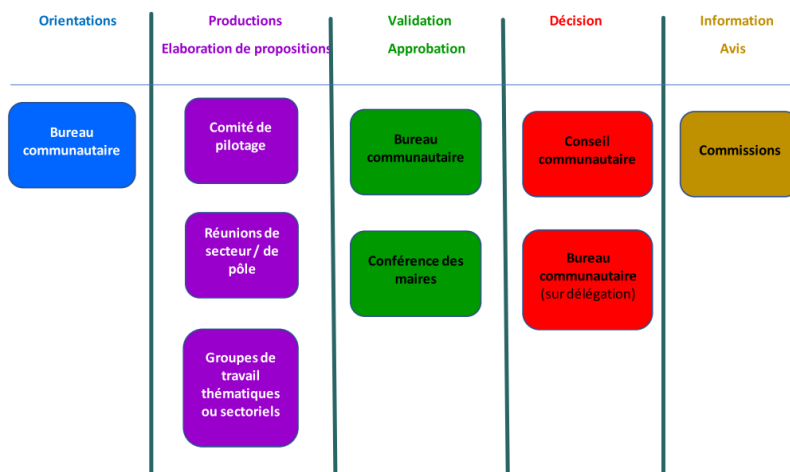 Orientations
Productions
Elaboration de propositions
Validation
Approbation
Décision
Information
Avis
Bureau
communautaire
Comité de
pilotage
Réunions de
secteur / de
pôle
Groupes de
travail
thématiques
ou sectoriels
Bureau
communautaire
Conférence des
maires
Conseil
communautaire
Bureau
communautaire
(sur délégation)
Commissions